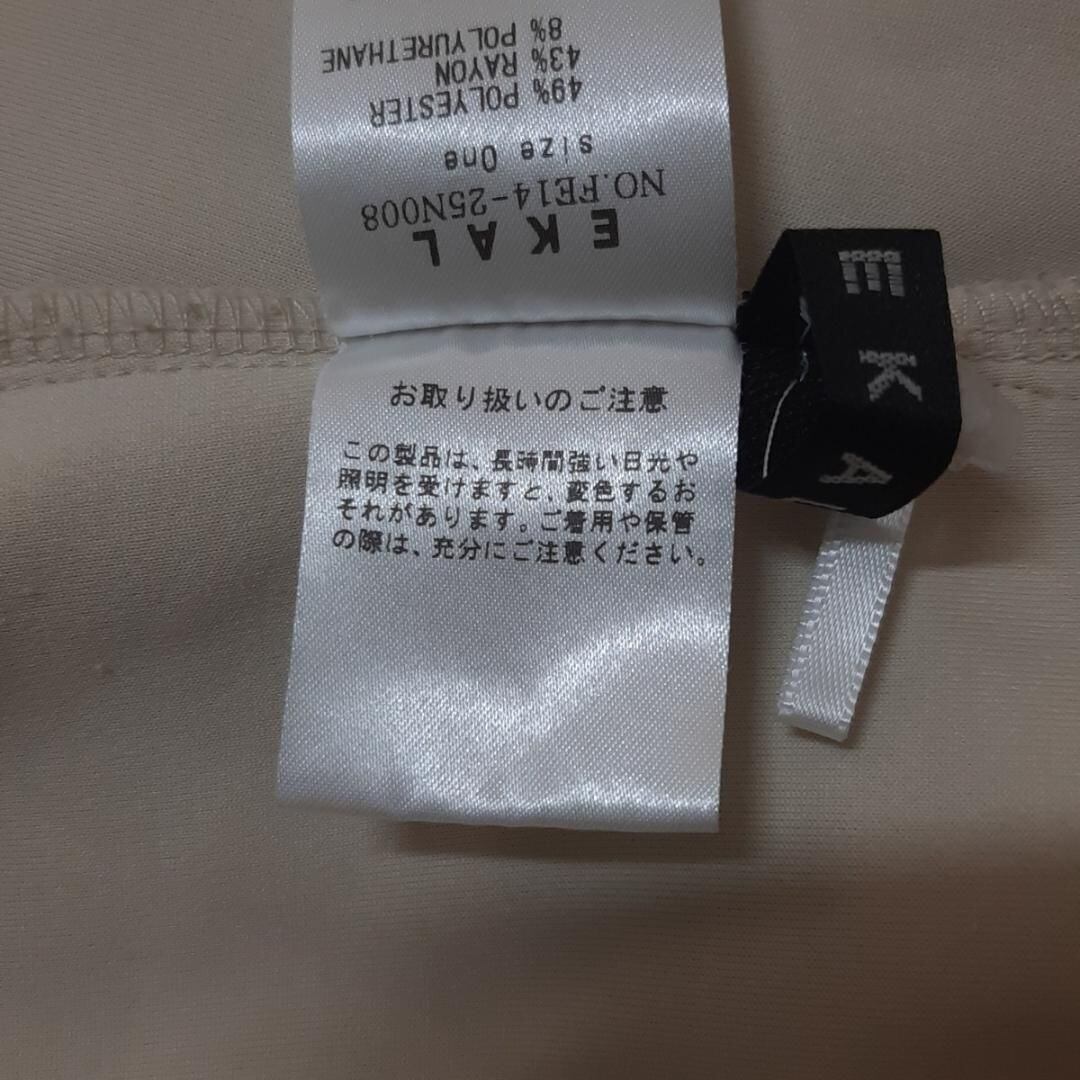 E K A L
NO.FE14-25N008
size One
49% POLYESTER
43% RAYON
8% POLYURETHANE
お取り扱いのご注意
この製品は、長時間強い日光や
照明を受けますと、変色するお
それがあります。ご着用や保管
の際は、充分にご注意ください。
E K A L